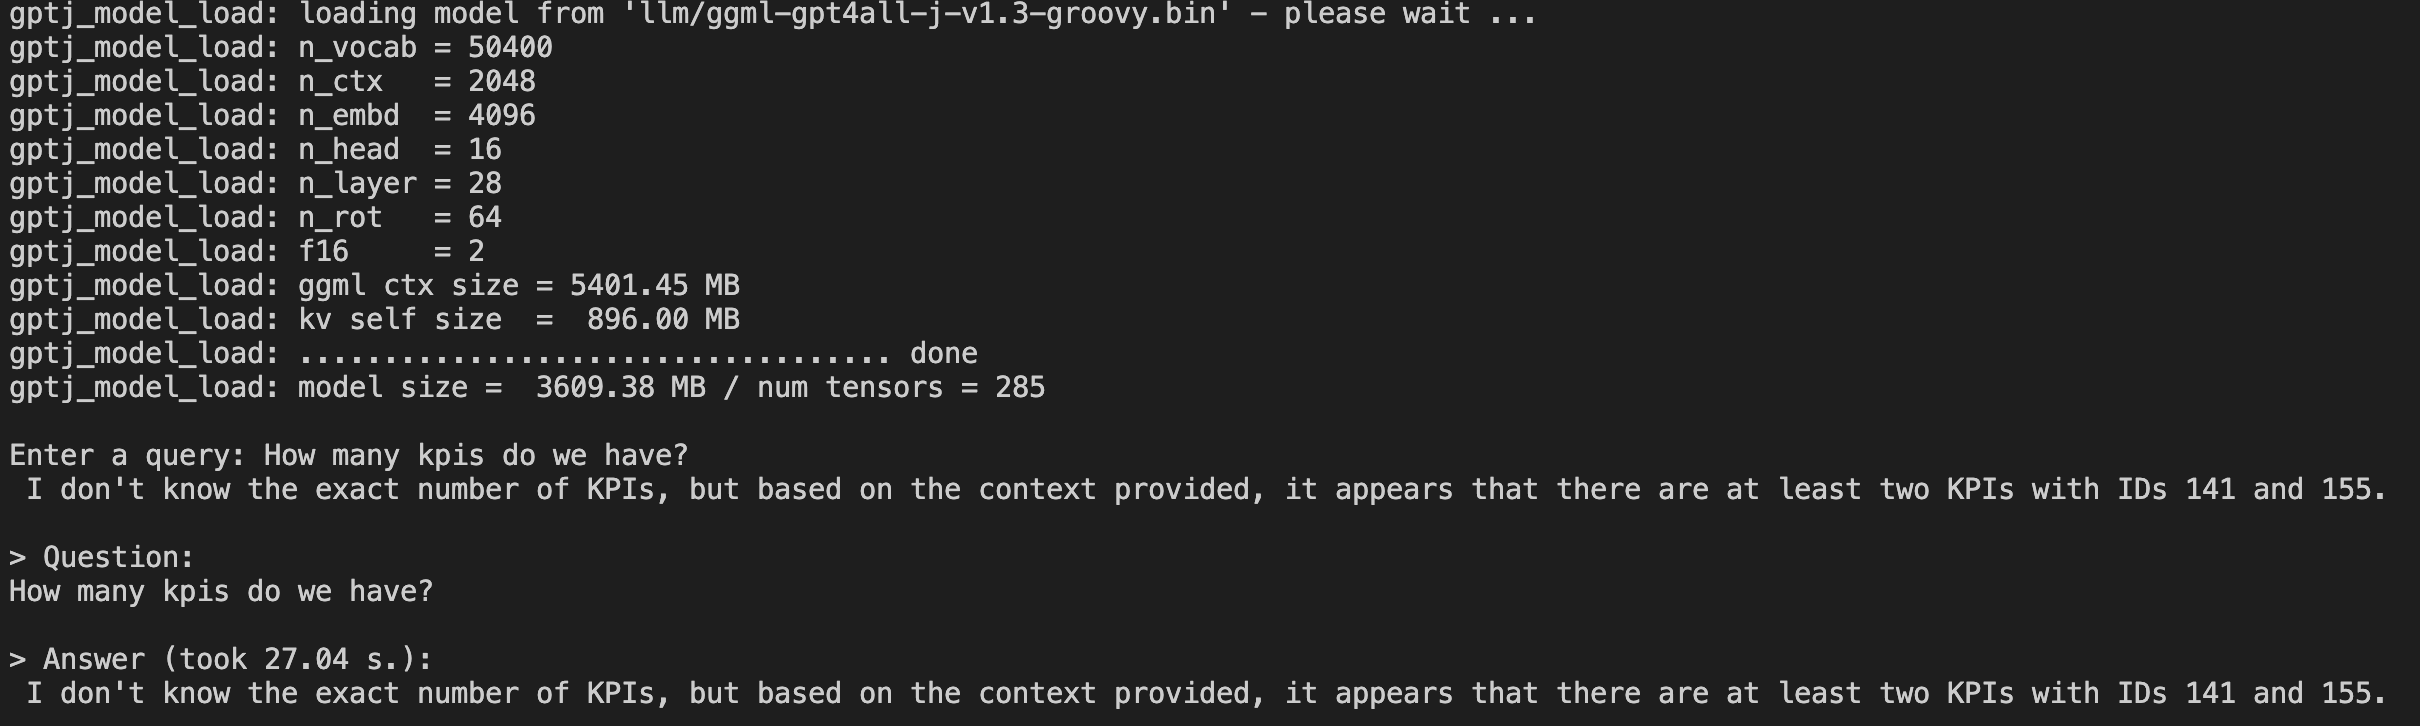 gptj_model_load: loading model from 'llm/ggml-gpt4all-j-v1.3-groovy.bin' - please wait ...
gptj_model_load: n_vocab = 50400
gptj_model_load: n_ctx   = 2048
gptj_model_load: n_embd  = 4096
gptj_model_load: n_head  = 16
gptj_model_load: n_layer = 28
gptj_model_load: n_rot   = 64
gptj_model_load: f16     = 2
gptj_model_load: ggml ctx size = 5401.45 MB
gptj_model_load: kv self size  =  896.00 MB
gptj_model_load: ................................... done
gptj_model_load: model size =  3609.38 MB / num tensors = 285
Enter a query: How many kpis do we have?
 I don't know the exact number of KPIs, but based on the context provided, it appears that there are at least two KPIs with IDs 141 and 155.
> Question:
How many kpis do we have?
> Answer (took 27.04 s.):
 I don't know the exact number of KPIs, but based on the context provided, it appears that there are at least two KPIs with IDs 141 and 155.